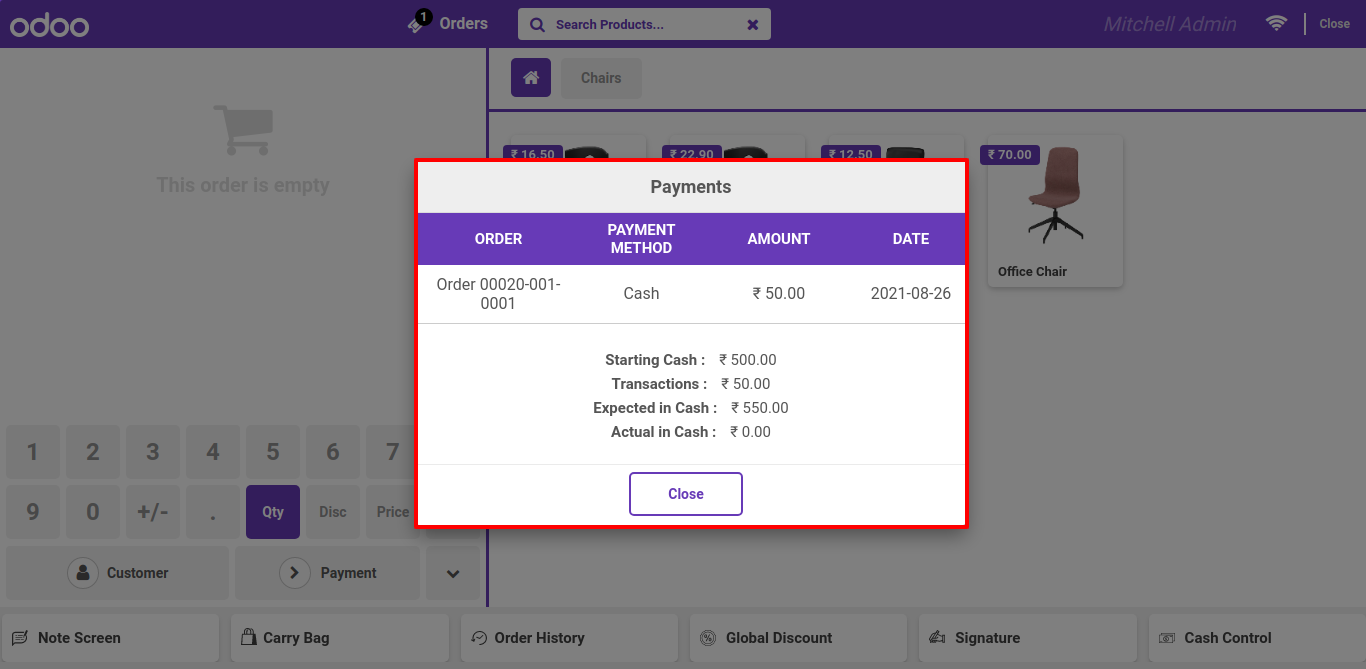 odoo
1
Orders
Search Products...
Mitchell Admin
Close
Chairs
This order is empty
₹ 16.50
₹ 22.90
₹ 12.50
₹ 70.00
Office Chair
Payments
ORDER PAYMENT METHOD AMOUNT DATE
Order 00020-001-0001 Cash ₹ 50.00 2021-08-26
Starting Cash : ₹ 500.00
Transactions : ₹ 50.00
Expected in Cash : ₹ 550.00
Actual in Cash : ₹ 0.00
Close
1 2 3 4 5 6 7
9 0 +/- . Qty Disc Price
Customer Payment
Note Screen Carry Bag Order History Global Discount Signature Cash Control